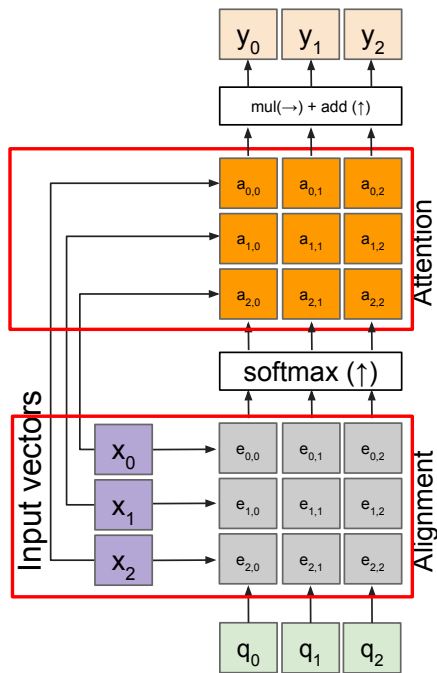 y0 y1 y2
mul(→) + add (↑)
a0,0 a0,1 a0,2
a1,0 a1,1 a1,2
a2,0 a2,1 a2,2
Attention
softmax (↑)
Input vectors
x0 e0,0 e0,1 e0,2
x1 e1,0 e1,1 e1,2
x2 e2,0 e2,1 e2,2
Alignment
q0 q1 q2